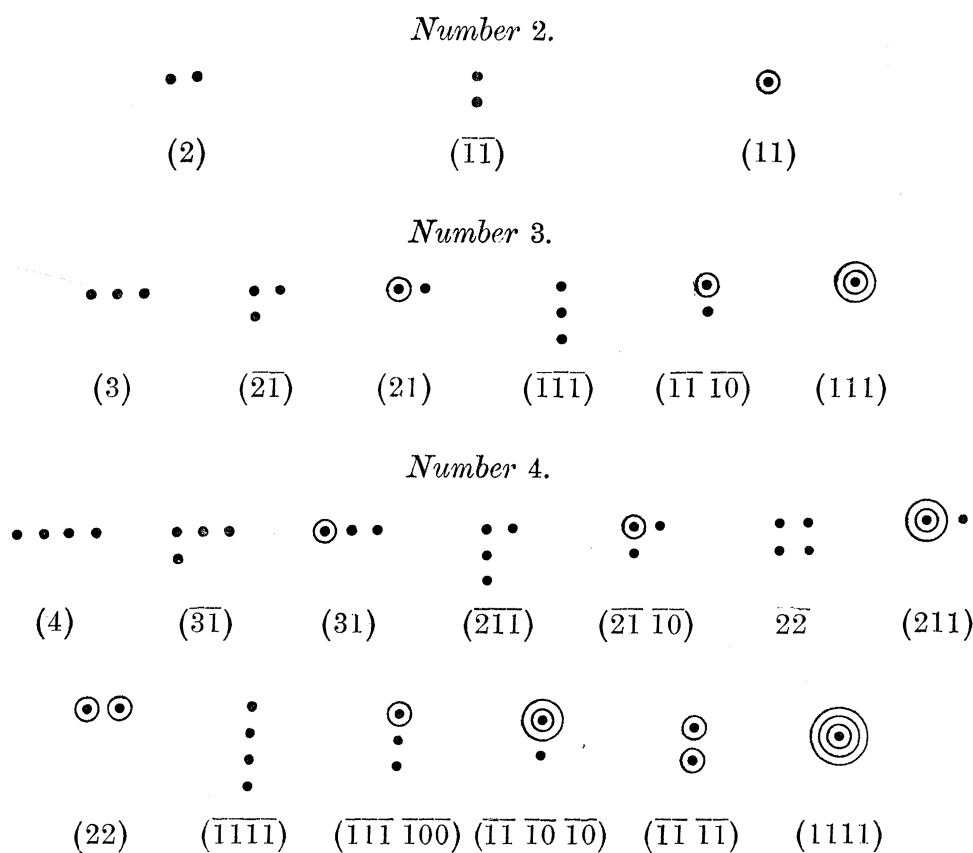 Number 2.
(2) (1̅1̅) (11)
Number 3.
(3) (2̅1̅) (21) (1̅1̅1̅) (1̅1̅ 1̅0̅) (111)
Number 4.
(4) (3̅1̅) (31) (2̅1̅1̅) (2̅1̅ 1̅0̅) 2̅2̅ (211)
(22) (1̅1̅1̅1̅) (1̅1̅1̅ 1̅0̅0̅) (1̅1̅ 1̅0̅ 1̅0̅) (1̅1̅ 1̅1̅) (1111)